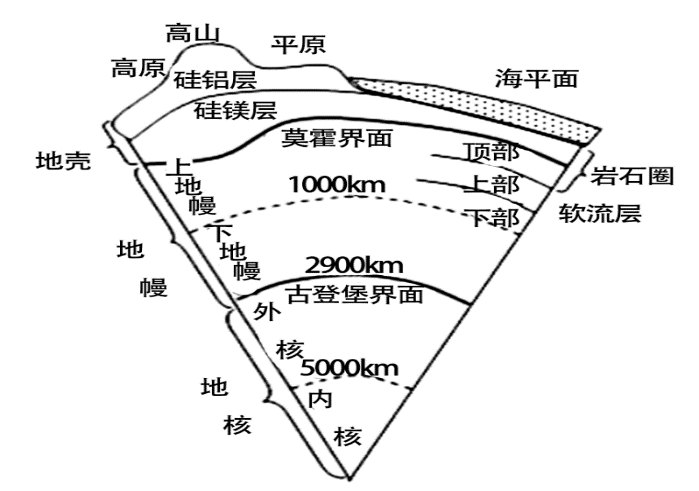 高山
平原
高原
硅铝层
海平面
硅镁层
莫霍界面
地壳
顶部
岩石圈
上地幔
1000km
上部
软流层
下部
下地幔
地幔
2900km
古登堡界面
外核
5000km
地核
内核